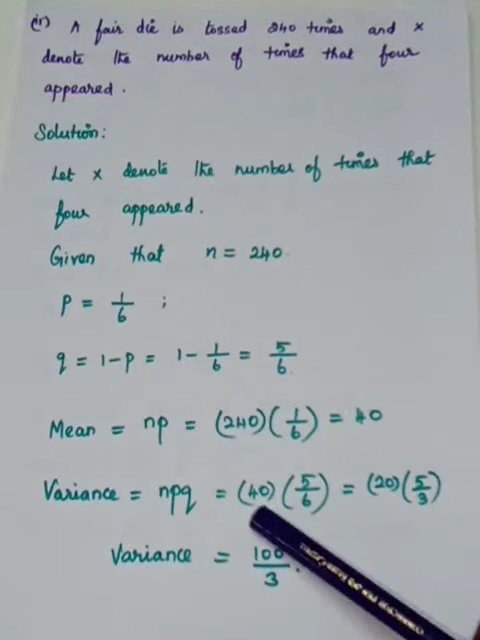 (ii) A fair die is tossed 240 times and x
denote the number of times that four
appeared.
Solution:
Let x denote the number of times that
four appeared.
Given that n = 240
P = 1/6 ;
q = 1-p = 1 - 1/6 = 5/6
Mean = np = (240)(1/6) = 40
Variance = npq = (40)(5/6) = (20)(5/3)
Variance = 100/3.